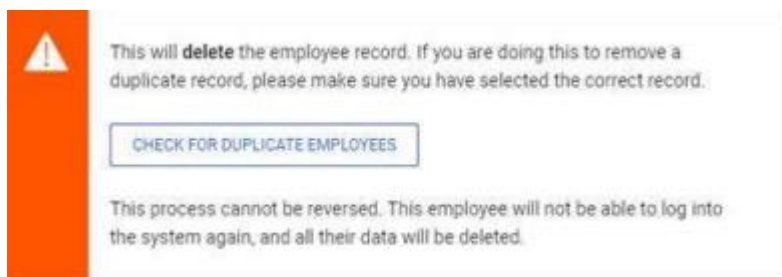 This will delete the employee record. If you are doing this to remove a
duplicate record, please make sure you have selected the correct record.
CHECK FOR DUPLICATE EMPLOYEES
This process cannot be reversed. This employee will not be able to log into
the system again, and all their data will be deleted.